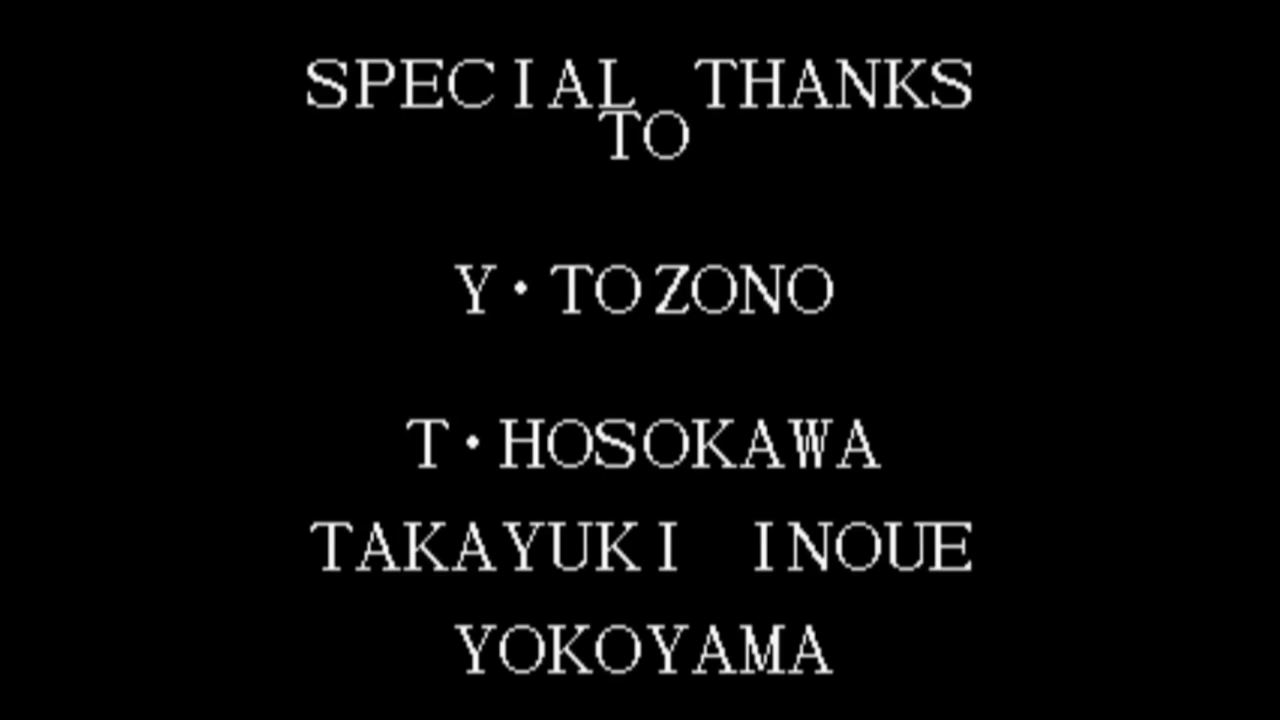 SPECIAL THANKS
TO
Y・TOZONO
T・HOSOKAWA
TAKAYUKI INOUE
YOKOYAMA